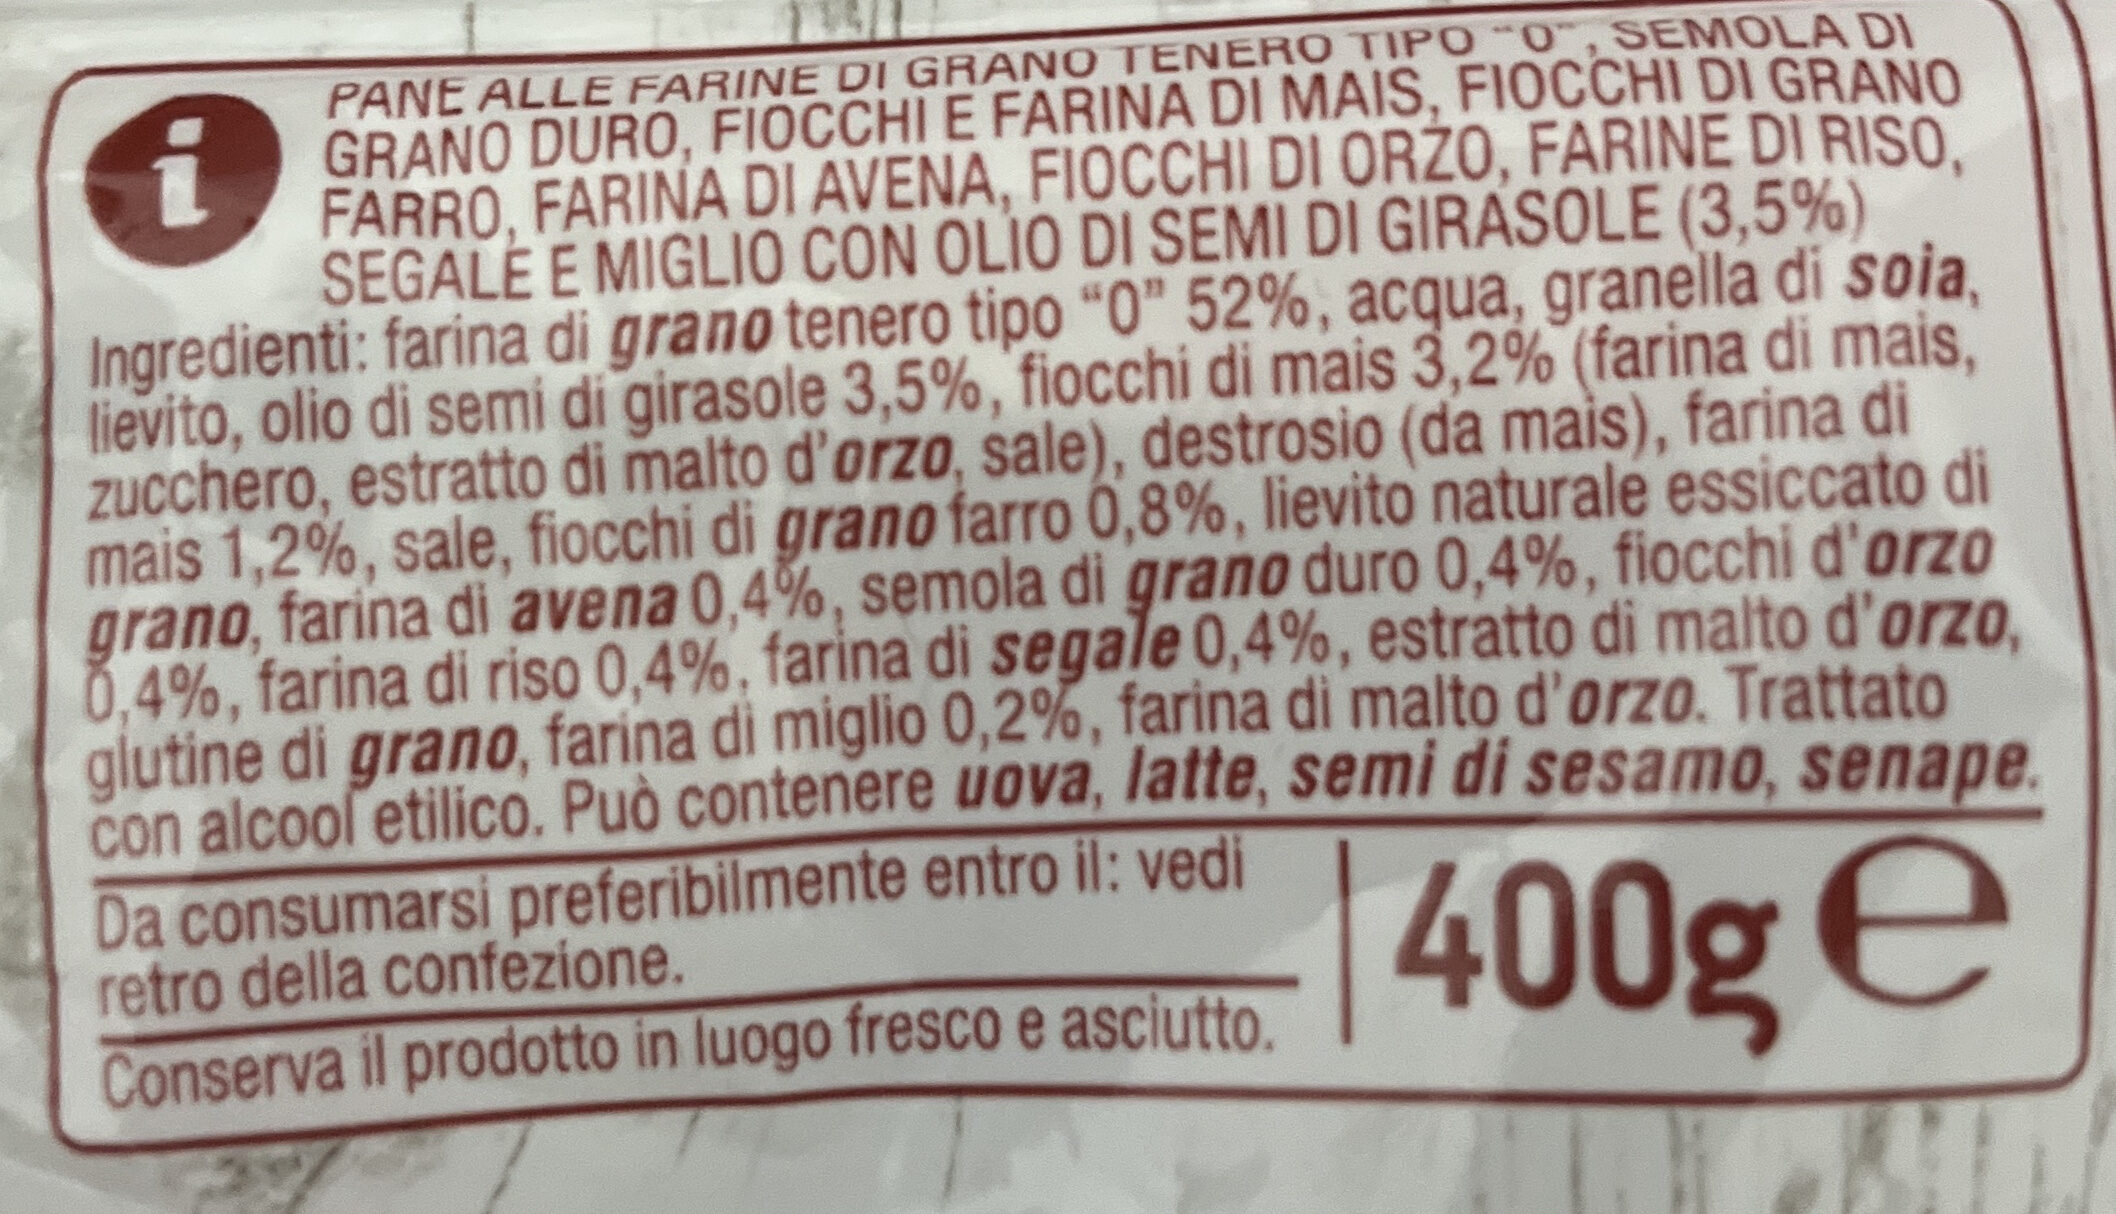 i
PANE ALLE FARINE DI GRANO TENERO TIPO "0", SEMOLA DI
GRANO DURO, FIOCCHI E FARINA DI MAIS, FIOCCHI DI GRANO
FARRO, FARINA DI AVENA, FIOCCHI DI ORZO, FARINE DI RISO,
SEGALE E MIGLIO CON OLIO DI SEMI DI GIRASOLE (3,5%)
Ingredienti: farina di grano tenero tipo “0” 52%, acqua, granella di soia,
lievito, olio di semi di girasole 3,5%, fiocchi di mais 3,2% (farina di mais,
zucchero, estratto di malto d'orzo, sale), destrosio (da mais), farina di
mais 1,2%, sale, fiocchi di grano farro 0,8%, lievito naturale essiccato di
grano, farina di avena 0,4%, semola di grano duro 0,4%, fiocchi d'orzo
0,4%, farina di riso 0,4%, farina di segale 0,4%, estratto di malto d'orzo,
glutine di grano, farina di miglio 0,2%, farina di malto d'orzo. Trattato
con alcool etilico. Può contenere uova, latte, semi di sesamo, senape.
Da consumarsi preferibilmente entro il: vedi
retro della confezione.
Conserva il prodotto in luogo fresco e asciutto.
400g e